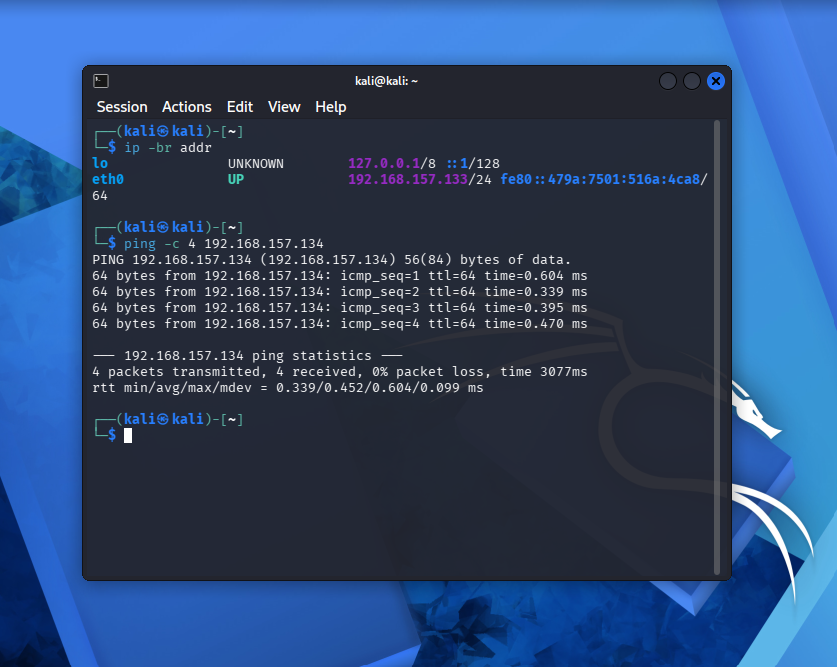 kali@kali: ~
Session Actions Edit View Help
┌──(kali㉿kali)-[~]
└─$ ip -br addr
lo UNKNOWN 127.0.0.1/8 ::1/128
eth0 UP 192.168.157.133/24 fe80::479a:7501:516a:4ca8/
64
┌──(kali㉿kali)-[~]
└─$ ping -c 4 192.168.157.134
PING 192.168.157.134 (192.168.157.134) 56(84) bytes of data.
64 bytes from 192.168.157.134: icmp_seq=1 ttl=64 time=0.604 ms
64 bytes from 192.168.157.134: icmp_seq=2 ttl=64 time=0.339 ms
64 bytes from 192.168.157.134: icmp_seq=3 ttl=64 time=0.395 ms
64 bytes from 192.168.157.134: icmp_seq=4 ttl=64 time=0.470 ms
--- 192.168.157.134 ping statistics ---
4 packets transmitted, 4 received, 0% packet loss, time 3077ms
rtt min/avg/max/mdev = 0.339/0.452/0.604/0.099 ms
┌──(kali㉿kali)-[~]
└─$